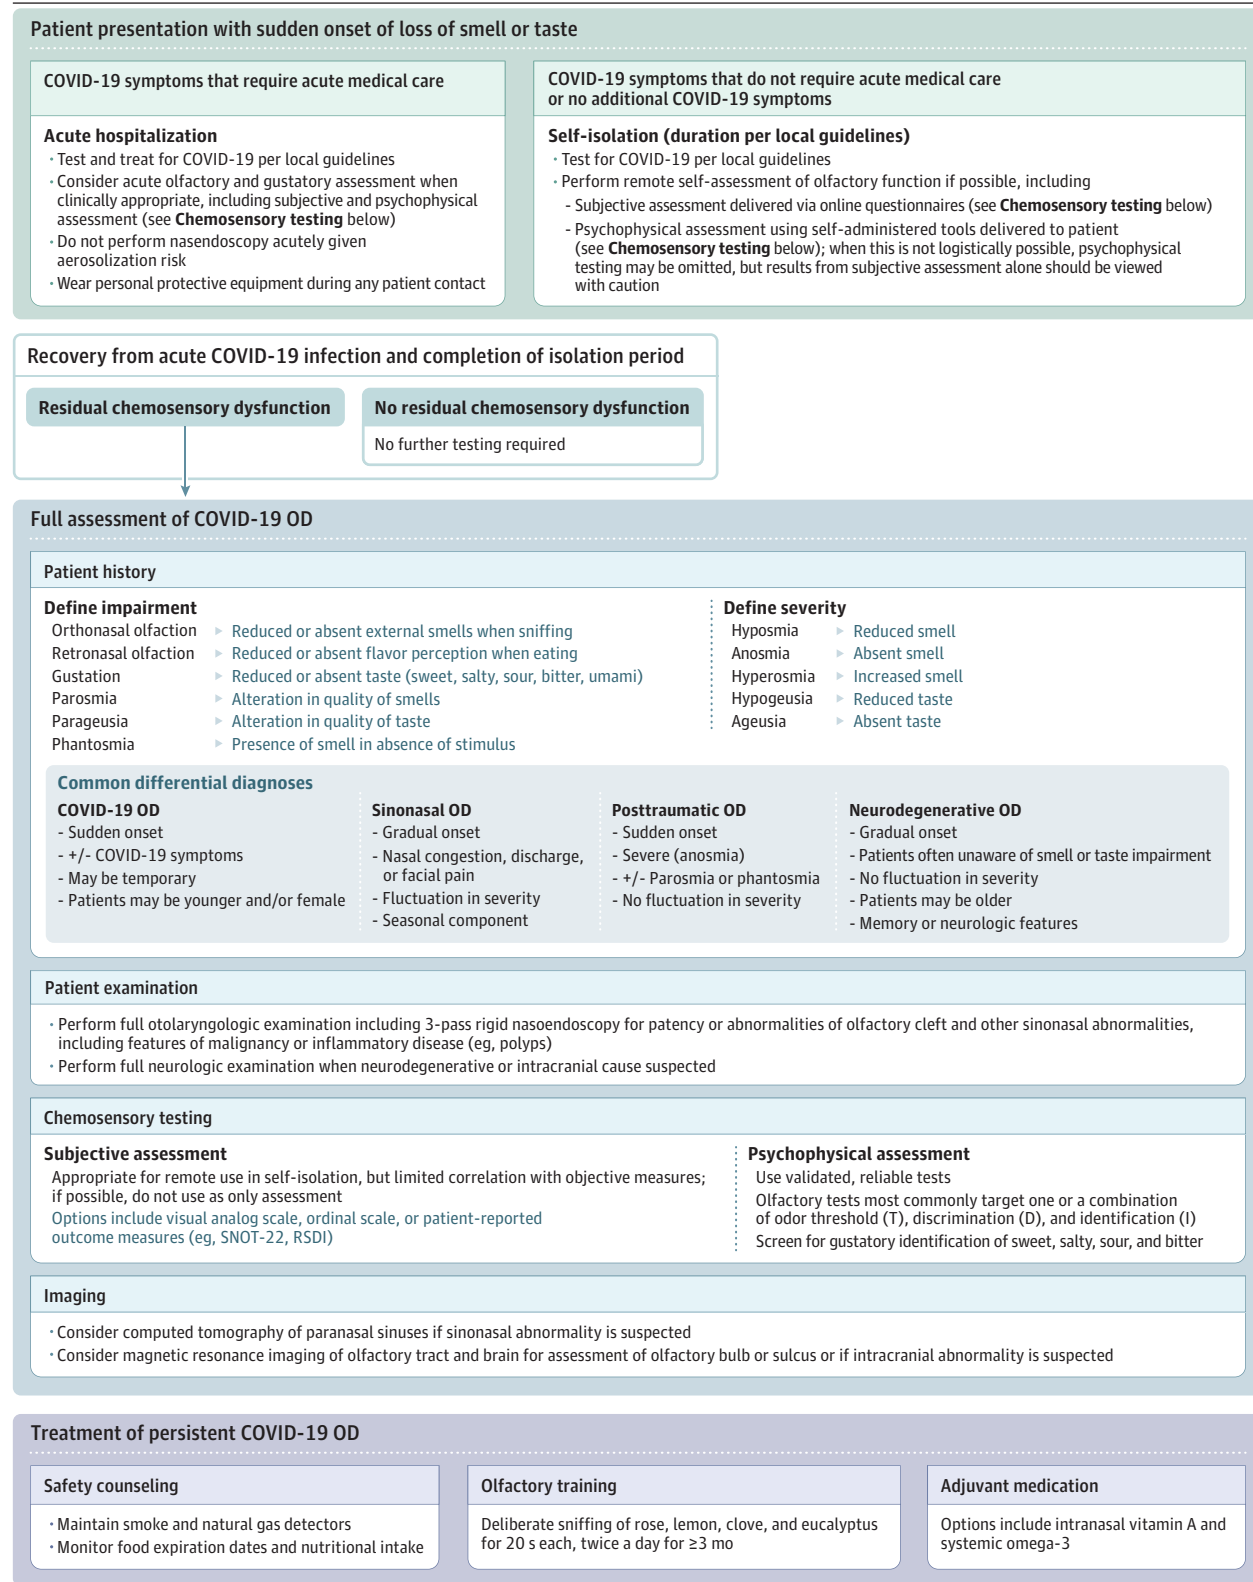 Patient presentation with sudden onset of loss of smell or taste
COVID-19 symptoms that require acute medical care
Acute hospitalization
· Test and treat for COVID-19 per local guidelines
· Consider acute olfactory and gustatory assessment when
clinically appropriate, including subjective and psychophysical
assessment (see Chemosensory testing below)
· Do not perform nasendoscopy acutely given
aerosolization risk
· Wear personal protective equipment during any patient contact
COVID-19 symptoms that do not require acute medical care
or no additional COVID-19 symptoms
Self-isolation (duration per local guidelines)
· Test for COVID-19 per local guidelines
· Perform remote self-assessment of olfactory function if possible, including
- Subjective assessment delivered via online questionnaires (see Chemosensory testing below)
- Psychophysical assessment using self-administered tools delivered to patient
(see Chemosensory testing below); when this is not logistically possible, psychophysical
testing may be omitted, but results from subjective assessment alone should be viewed
with caution
Recovery from acute COVID-19 infection and completion of isolation period
Residual chemosensory dysfunction
No residual chemosensory dysfunction
No further testing required
Full assessment of COVID-19 OD
Patient history
Define impairment
Orthonasal olfaction ▸ Reduced or absent external smells when sniffing
Retronasal olfaction ▸ Reduced or absent flavor perception when eating
Gustation ▸ Reduced or absent taste (sweet, salty, sour, bitter, umami)
Parosmia ▸ Alteration in quality of smells
Parageusia ▸ Alteration in quality of taste
Phantosmia ▸ Presence of smell in absence of stimulus
Define severity
Hyposmia ▸ Reduced smell
Anosmia ▸ Absent smell
Hyperosmia ▸ Increased smell
Hypogeusia ▸ Reduced taste
Ageusia ▸ Absent taste
Common differential diagnoses
COVID-19 OD
- Sudden onset
- +/- COVID-19 symptoms
- May be temporary
- Patients may be younger and/or female
Sinonasal OD
- Gradual onset
- Nasal congestion, discharge,
or facial pain
- Fluctuation in severity
- Seasonal component
Posttraumatic OD
- Sudden onset
- Severe (anosmia)
- +/- Parosmia or phantosmia
- No fluctuation in severity
Neurodegenerative OD
- Gradual onset
- Patients often unaware of smell or taste impairment
- No fluctuation in severity
- Patients may be older
- Memory or neurologic features
Patient examination
· Perform full otolaryngologic examination including 3-pass rigid nasoendoscopy for patency or abnormalities of olfactory cleft and other sinonasal abnormalities,
including features of malignancy or inflammatory disease (eg, polyps)
· Perform full neurologic examination when neurodegenerative or intracranial cause suspected
Chemosensory testing
Subjective assessment
Appropriate for remote use in self-isolation, but limited correlation with objective measures;
if possible, do not use as only assessment
Options include visual analog scale, ordinal scale, or patient-reported
outcome measures (eg, SNOT-22, RSDI)
Psychophysical assessment
Use validated, reliable tests
Olfactory tests most commonly target one or a combination
of odor threshold (T), discrimination (D), and identification (I)
Screen for gustatory identification of sweet, salty, sour, and bitter
Imaging
· Consider computed tomography of paranasal sinuses if sinonasal abnormality is suspected
· Consider magnetic resonance imaging of olfactory tract and brain for assessment of olfactory bulb or sulcus or if intracranial abnormality is suspected
Treatment of persistent COVID-19 OD
Safety counseling
· Maintain smoke and natural gas detectors
· Monitor food expiration dates and nutritional intake
Olfactory training
Deliberate sniffing of rose, lemon, clove, and eucalyptus
for 20 s each, twice a day for ≥3 mo
Adjuvant medication
Options include intranasal vitamin A and
systemic omega-3